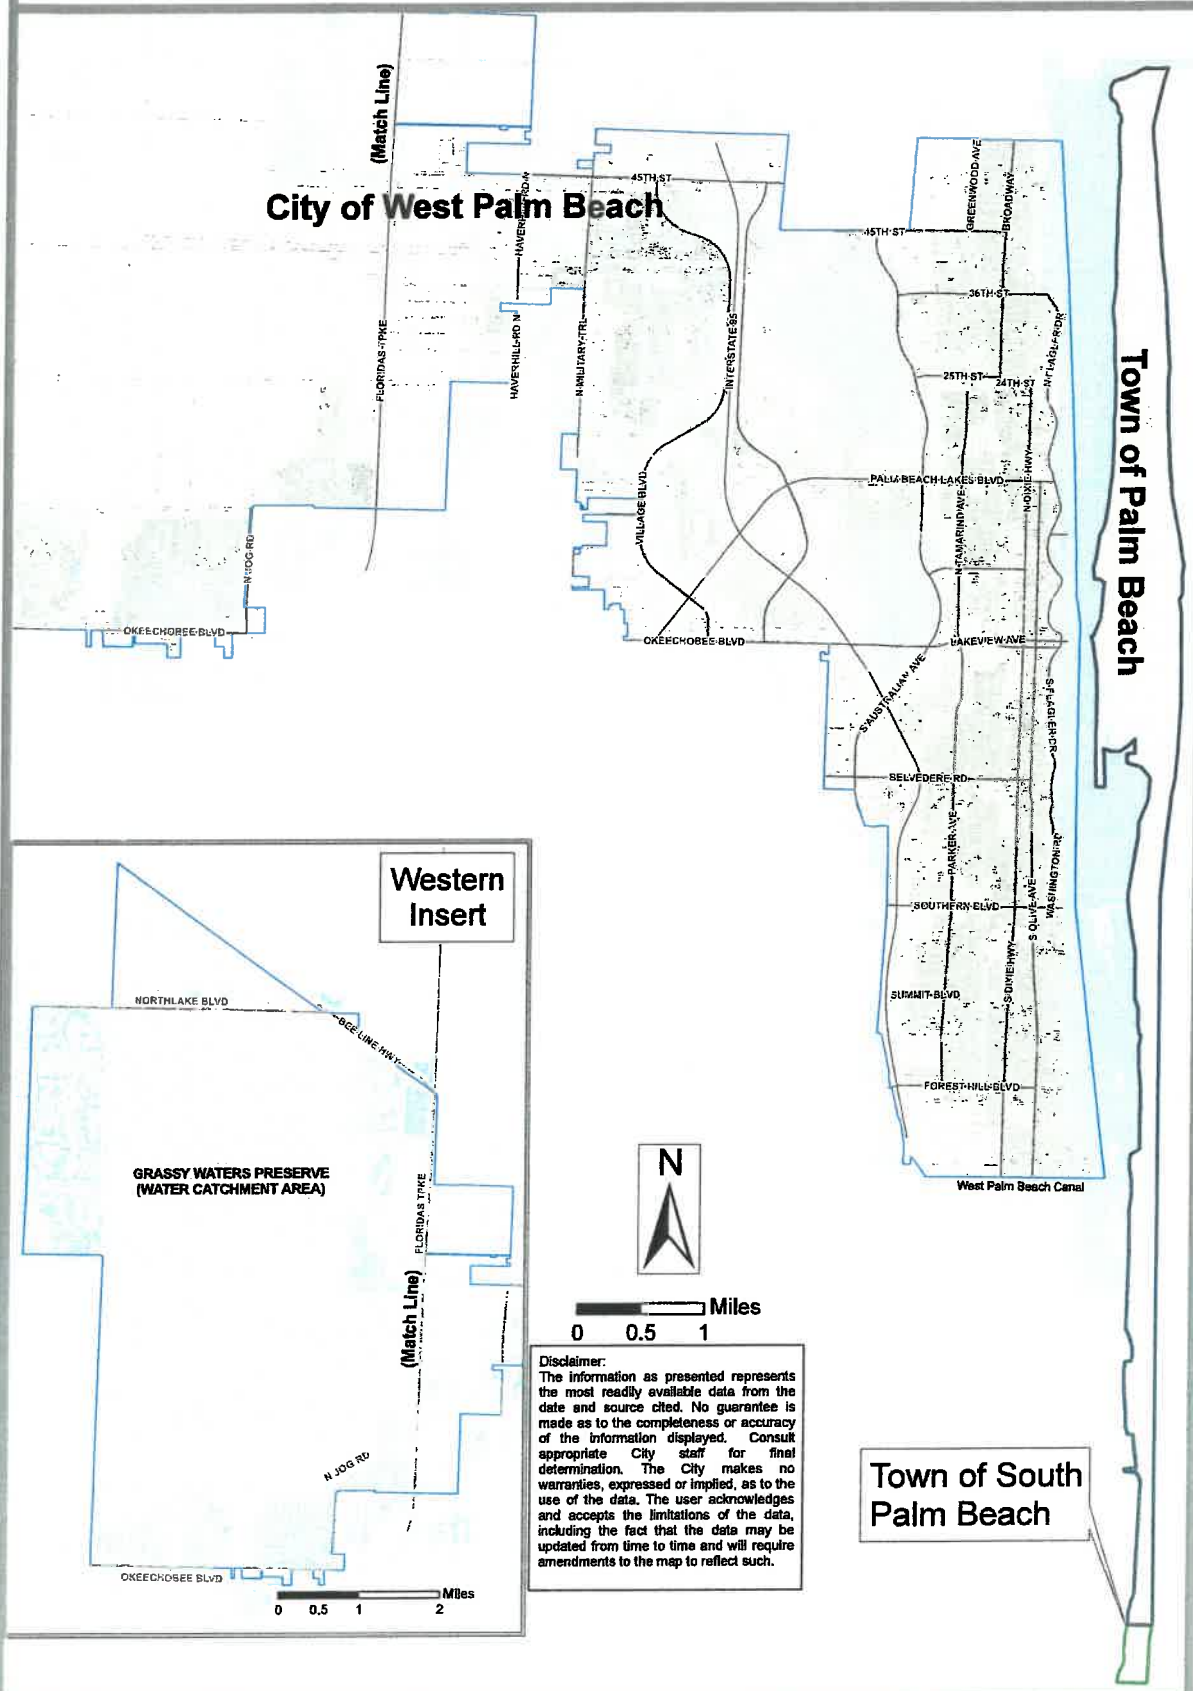 (Match Line)
City of West Palm Beach
45TH ST
GREENWOOD AVE
BROADWAY
45TH ST
HAVERHILL RD N
36TH ST
FLORIDAS TPKE
HAVERHILL RD N
N MILITARY TRL
INTERSTATE 95
N FLAGLER DR
25TH ST
24TH ST
Town of Palm Beach
PALM BEACH LAKES BLVD
VILLAGE BLVD
N TAMARIND AVE
N DIXIE HWY
N JOG RD
OKEECHOBEE BLVD
OKEECHOBEE BLVD
LAKEVIEW AVE
S AUSTRALIAN AVE
S FLAGLER DR
BELVEDERE RD
PARKER AVE
WASHINGTON RD
SOUTHERN BLVD
S OLIVE AVE
S DIXIE HWY
SUMMIT BLVD
FOREST HILL BLVD
West Palm Beach Canal
Western
Insert
NORTHLAKE BLVD
BEE LINE HWY
GRASSY WATERS PRESERVE
(WATER CATCHMENT AREA)
FLORIDAS TPKE
(Match Line)
N JOG RD
OKEECHOBEE BLVD
Miles
0 0.5 1 2
N
Miles
0 0.5 1
Disclaimer:
The information as presented represents
the most readily available data from the
date and source cited. No guarantee is
made as to the completeness or accuracy
of the information displayed. Consult
appropriate City staff for final
determination. The City makes no
warranties, expressed or implied, as to the
use of the data. The user acknowledges
and accepts the limitations of the data,
including the fact that the data may be
updated from time to time and will require
amendments to the map to reflect such.
Town of South
Palm Beach